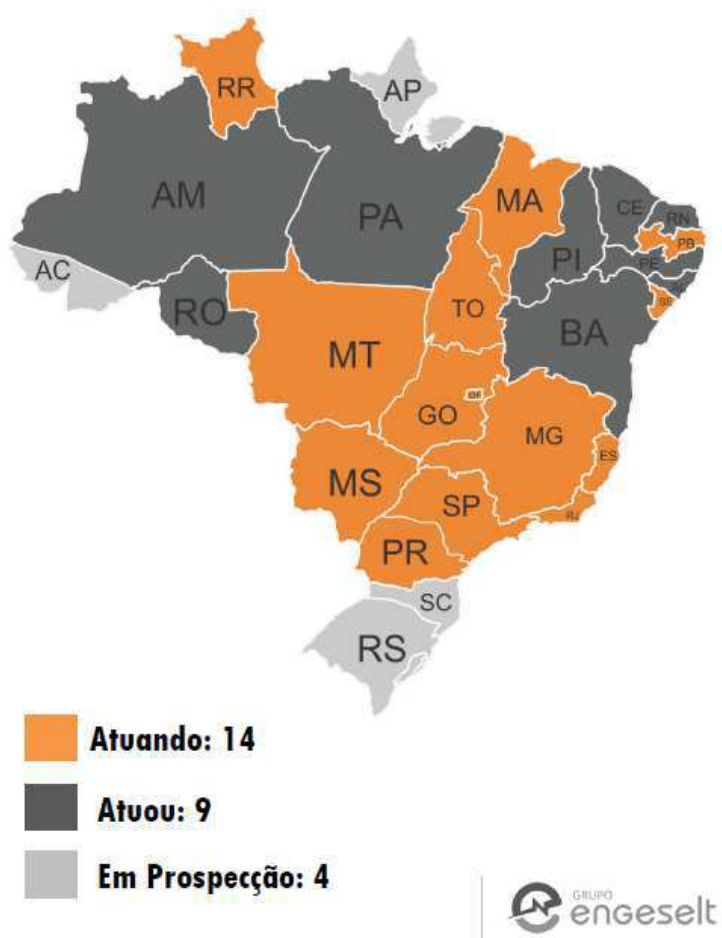 RR
AP
AM
PA
MA
CE
RN
PB
PE
PI
AL
SE
AC
RO
TO
BA
MT
GO
DF
MG
ES
MS
SP
RJ
PR
SC
RS
Atuando: 14
Atuou: 9
Em Prospecção: 4
GRUPO
engeselt